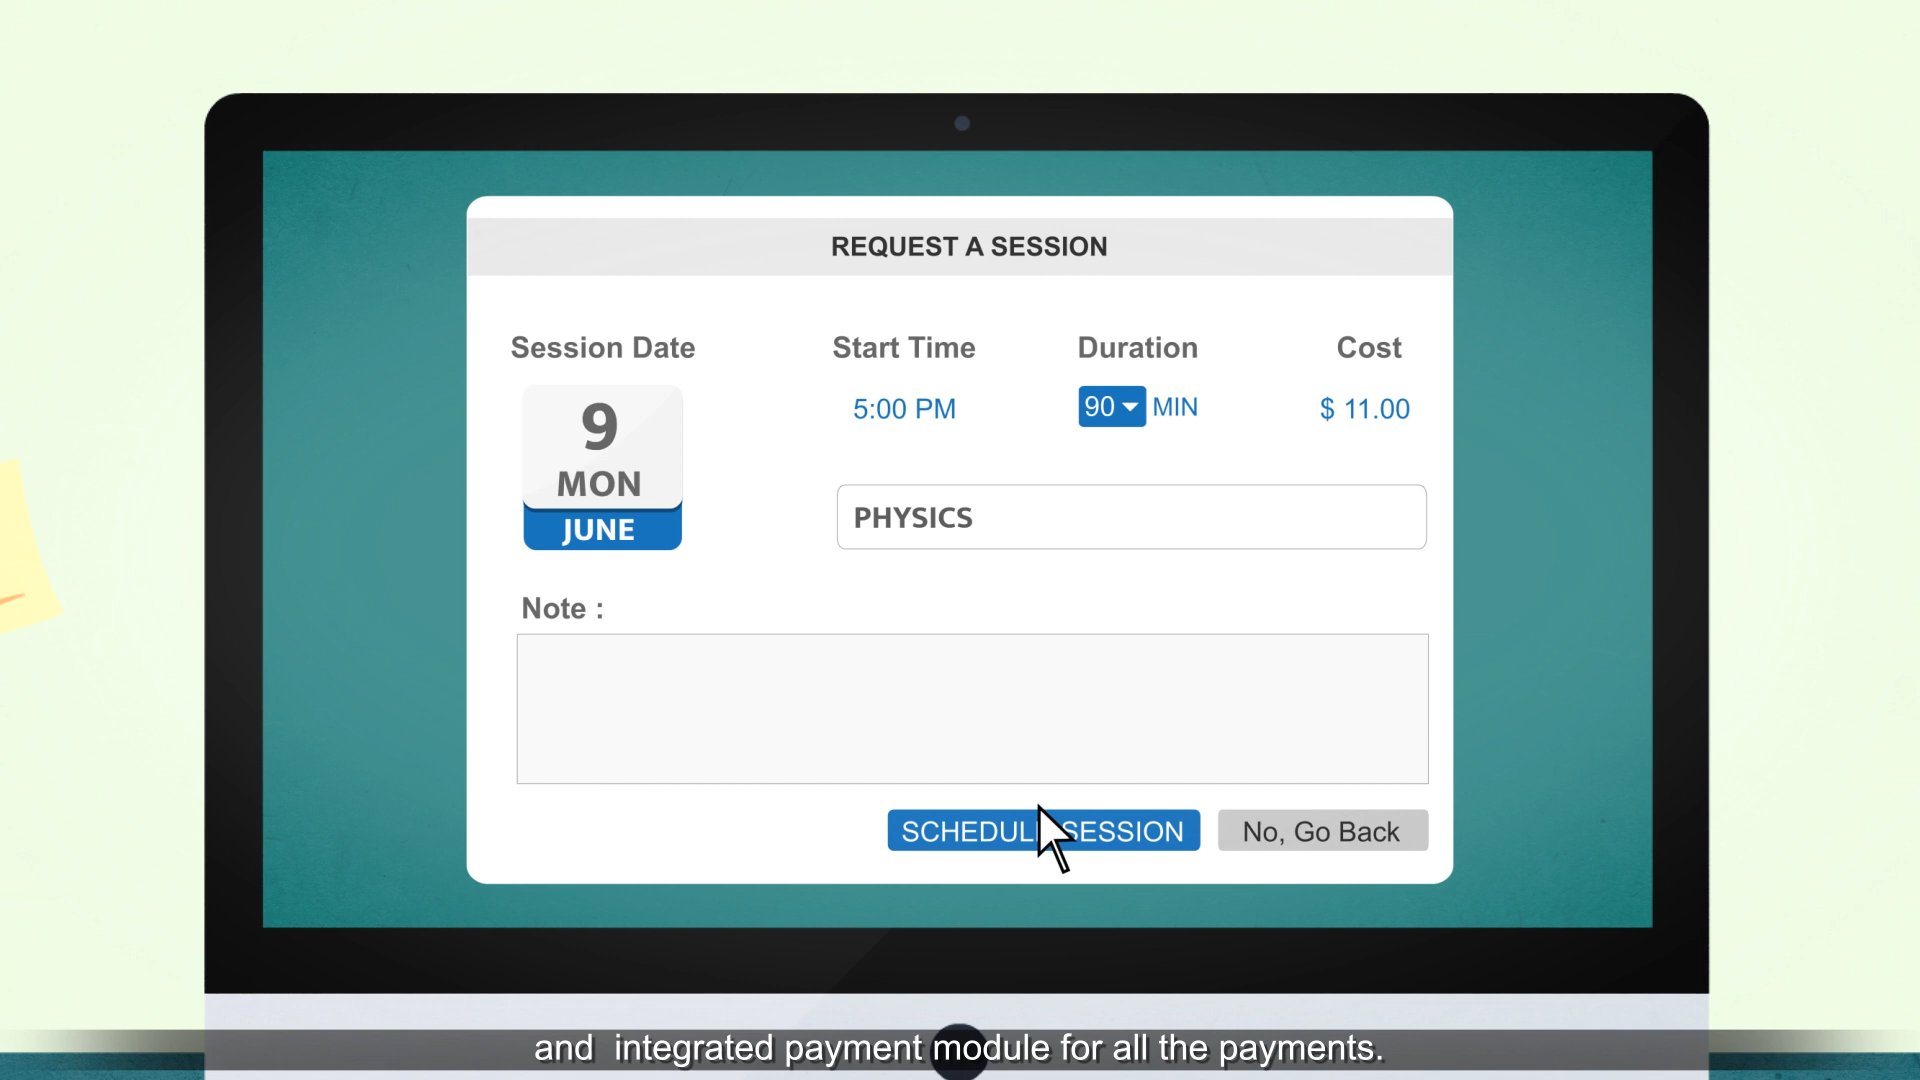 REQUEST A SESSION
Session Date
Start Time
Duration
Cost
9
MON
JUNE
5:00 PM
90 MIN
$ 11.00
PHYSICS
Note :
SCHEDUL SESSION
No, Go Back
and integrated payment module for all the payments.